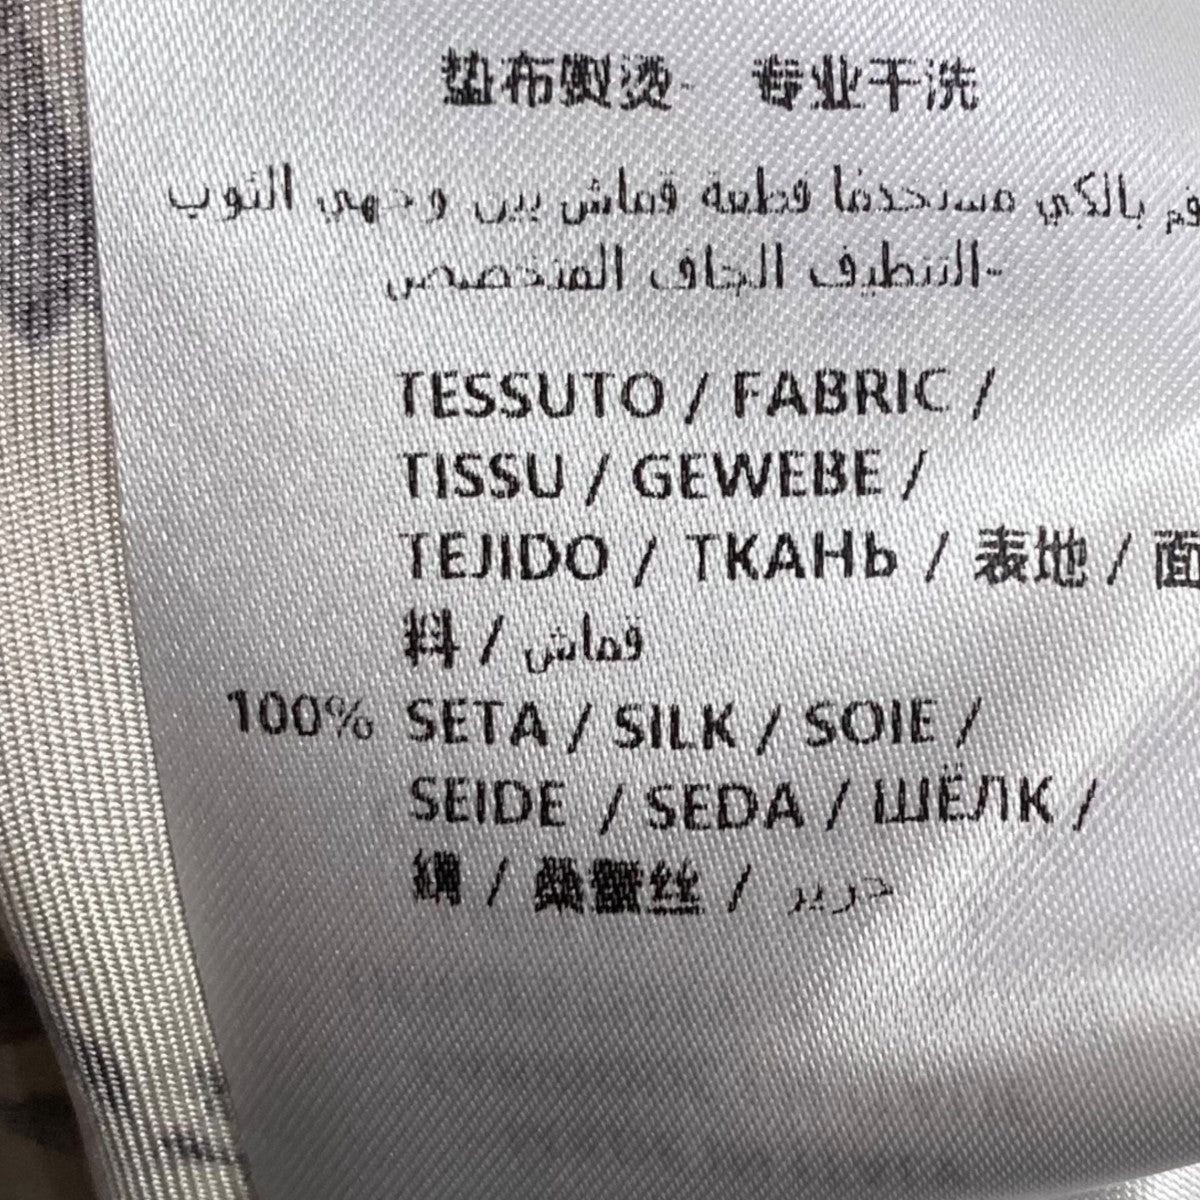 垫布熨烫- 专业干洗
قم بالكي مستخدمًا قطعة قماش بين وجهي الثوب
-التنظيف الجاف المتخصص
TESSUTO / FABRIC /
TISSU / GEWEBE /
TEJIDO / ТКАНЬ / 表地 / 面
料 / قماش
100% SETA / SILK / SOIE /
SEIDE / SEDA / ШЁЛК /
絹 / 桑蚕丝 / حرير